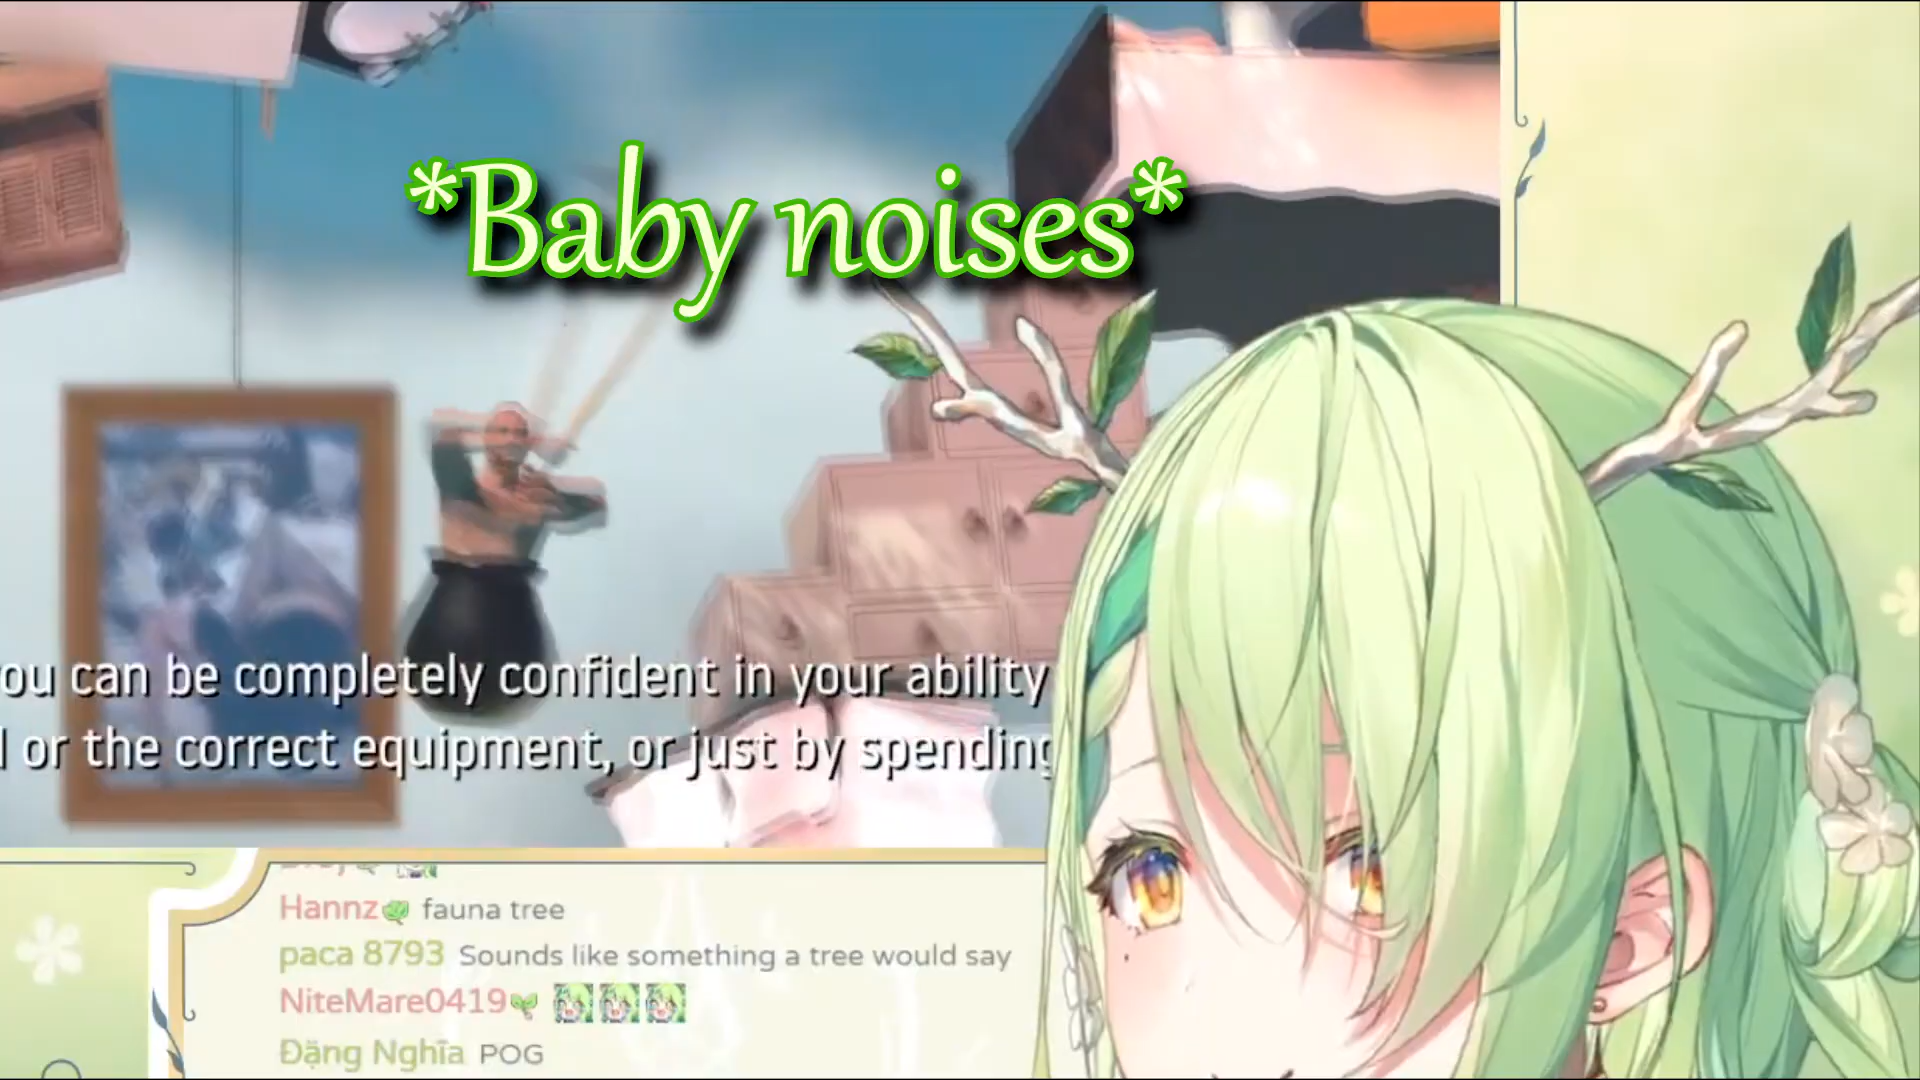 *Baby noises*
you can be completely confident in your ability
or the correct equipment, or just by spending
Hannz fauna tree
paca 8793 Sounds like something a tree would say
NiteMare0419
Đặng Nghĩa POG